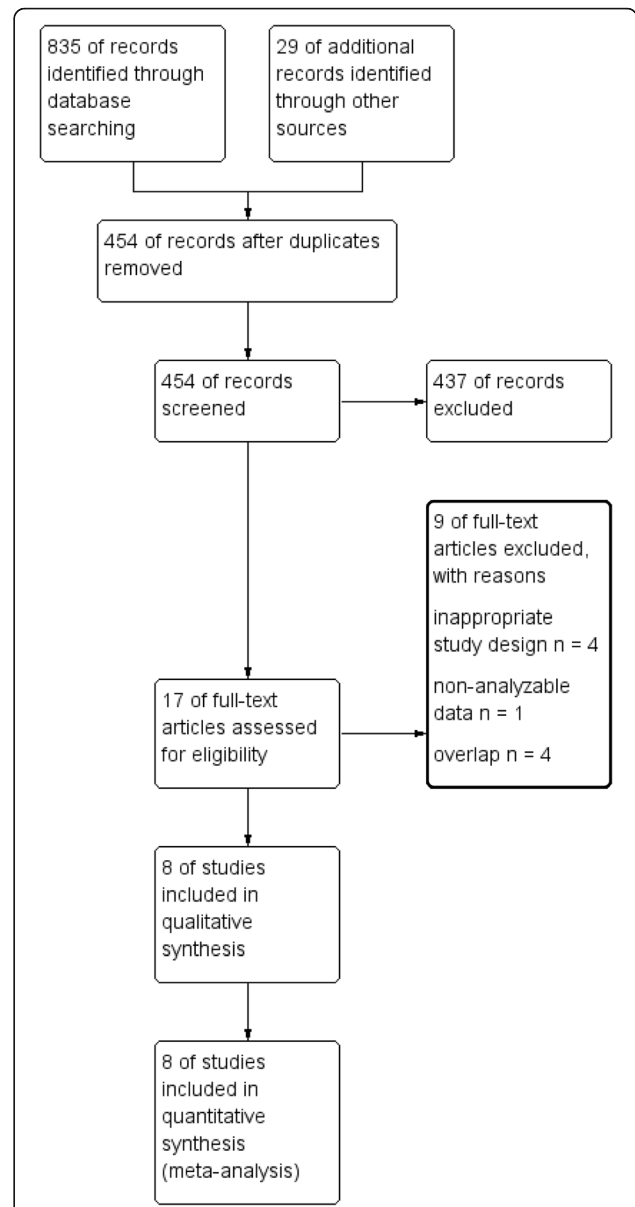 835 of records
identified through
database
searching
29 of additional
records identified
through other
sources
454 of records after duplicates
removed
454 of records
screened
437 of records
excluded
9 of full-text
articles excluded,
with reasons
inappropriate
study design n = 4
non-analyzable
data n = 1
overlap n = 4
17 of full-text
articles assessed
for eligibility
8 of studies
included in
qualitative
synthesis
8 of studies
included in
quantitative
synthesis
(meta-analysis)